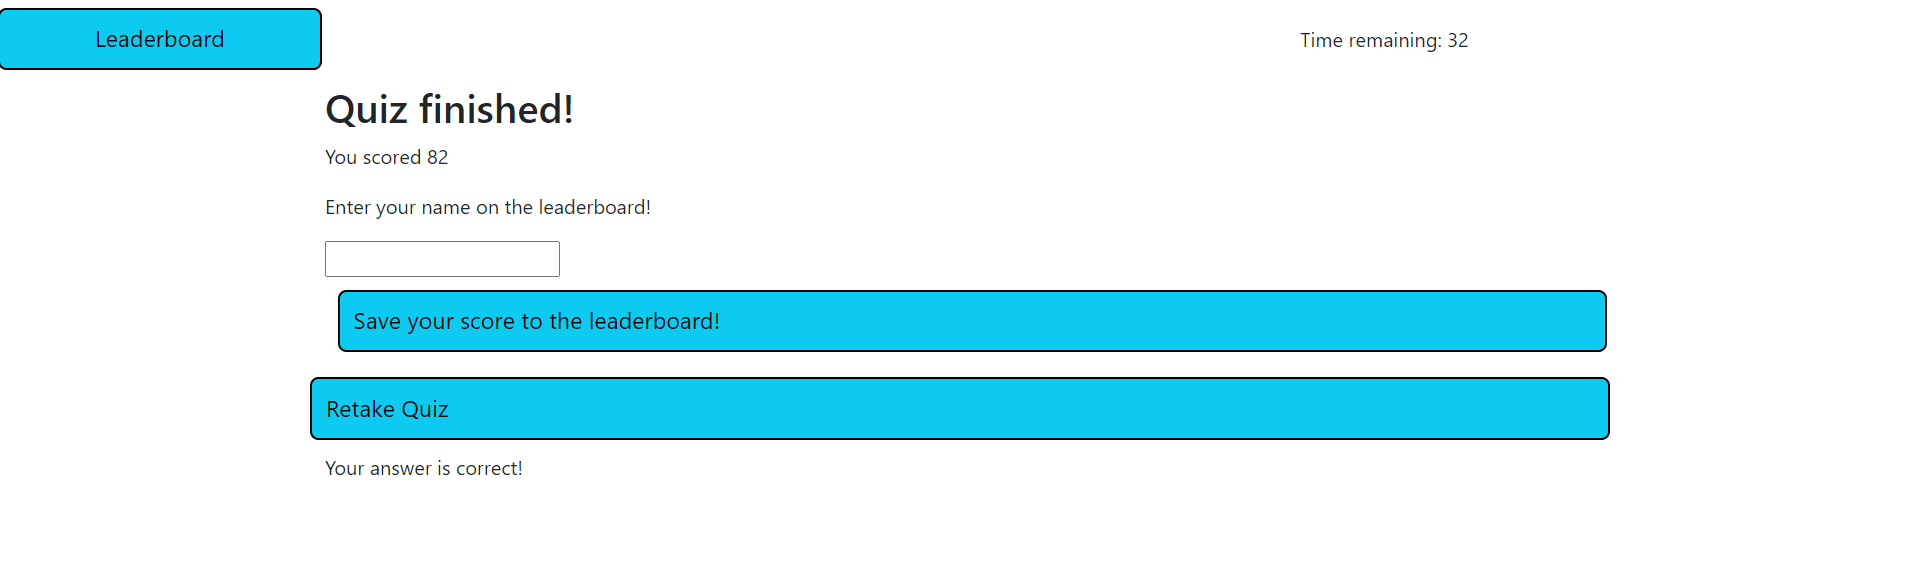 Leaderboard
Time remaining: 32
Quiz finished!
You scored 82
Enter your name on the leaderboard!
Save your score to the leaderboard!
Retake Quiz
Your answer is correct!